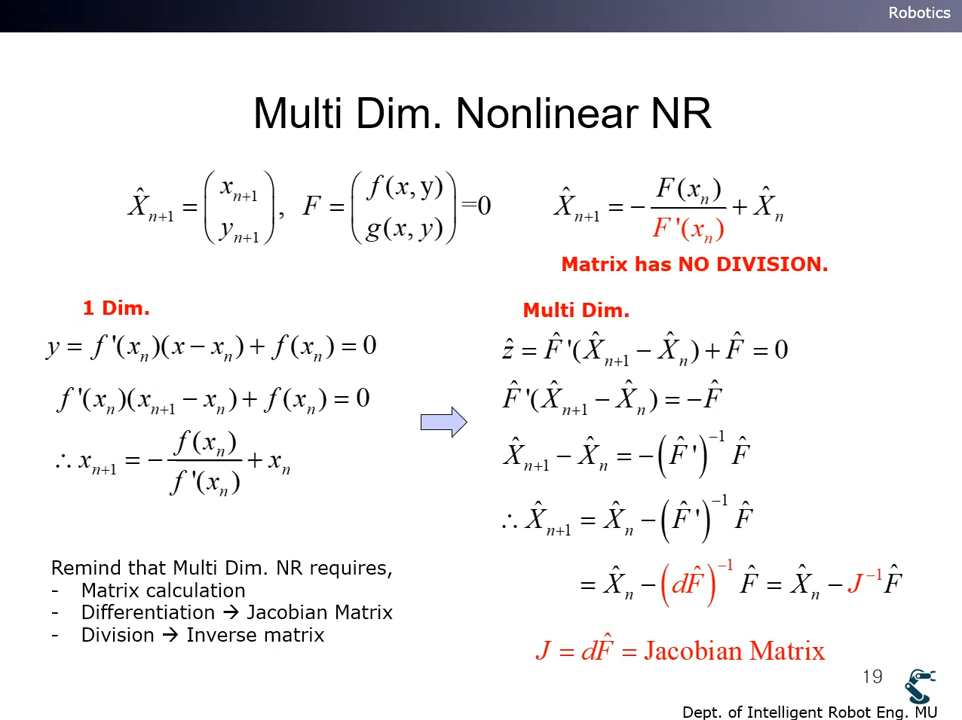 Robotics
Multi Dim. Nonlinear NR
X̂ₙ₊₁ = (xₙ₊₁ yₙ₊₁), F = (f(x,y) g(x,y)) =0
X̂ₙ₊₁ = − F(xₙ)/F'(xₙ) + X̂ₙ
Matrix has NO DIVISION.
1 Dim.
y = f'(xₙ)(x − xₙ) + f(xₙ) = 0
f'(xₙ)(xₙ₊₁ − xₙ) + f(xₙ) = 0
∴ xₙ₊₁ = − f(xₙ)/f'(xₙ) + xₙ
Remind that Multi Dim. NR requires,
- Matrix calculation
- Differentiation → Jacobian Matrix
- Division → Inverse matrix
Multi Dim.
ẑ = F̂'(X̂ₙ₊₁ − X̂ₙ) + F̂ = 0
F̂'(X̂ₙ₊₁ − X̂ₙ) = −F̂
X̂ₙ₊₁ − X̂ₙ = −(F̂')⁻¹ F̂
∴ X̂ₙ₊₁ = X̂ₙ − (F̂')⁻¹ F̂
= X̂ₙ − (dF̂)⁻¹ F̂ = X̂ₙ − J⁻¹F̂
J = dF̂ = Jacobian Matrix
19
Dept. of Intelligent Robot Eng. MU